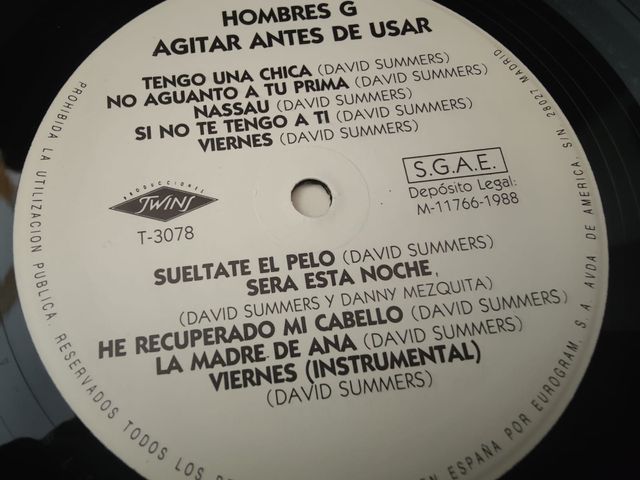 HOMBRES G
AGITAR ANTES DE USAR
TENGO UNA CHICA (DAVID SUMMERS)
NO AGUANTO A TU PRIMA (DAVID SUMMERS)
NASSAU (DAVID SUMMERS)
SI NO TE TENGO A TI (DAVID SUMMERS)
VIERNES (DAVID SUMMERS)
PRODUCCIONES
TWINS
T-3078
S.G.A.E.
Depósito Legal:
M-11766-1988
SUELTATE EL PELO (DAVID SUMMERS)
SERA ESTA NOCHE,
(DAVID SUMMERS Y DANNY MEZQUITA)
HE RECUPERADO MI CABELLO (DAVID SUMMERS)
LA MADRE DE ANA (DAVID SUMMERS)
VIERNES (INSTRUMENTAL)
(DAVID SUMMERS)
PROHIBIDA LA UTILIZACION PUBLICA. RESERVADOS TODOS LOS
ESPAÑA POR EUROGRAM, S. A. AVDA. DE AMERICA, S/N 28027 MADRID